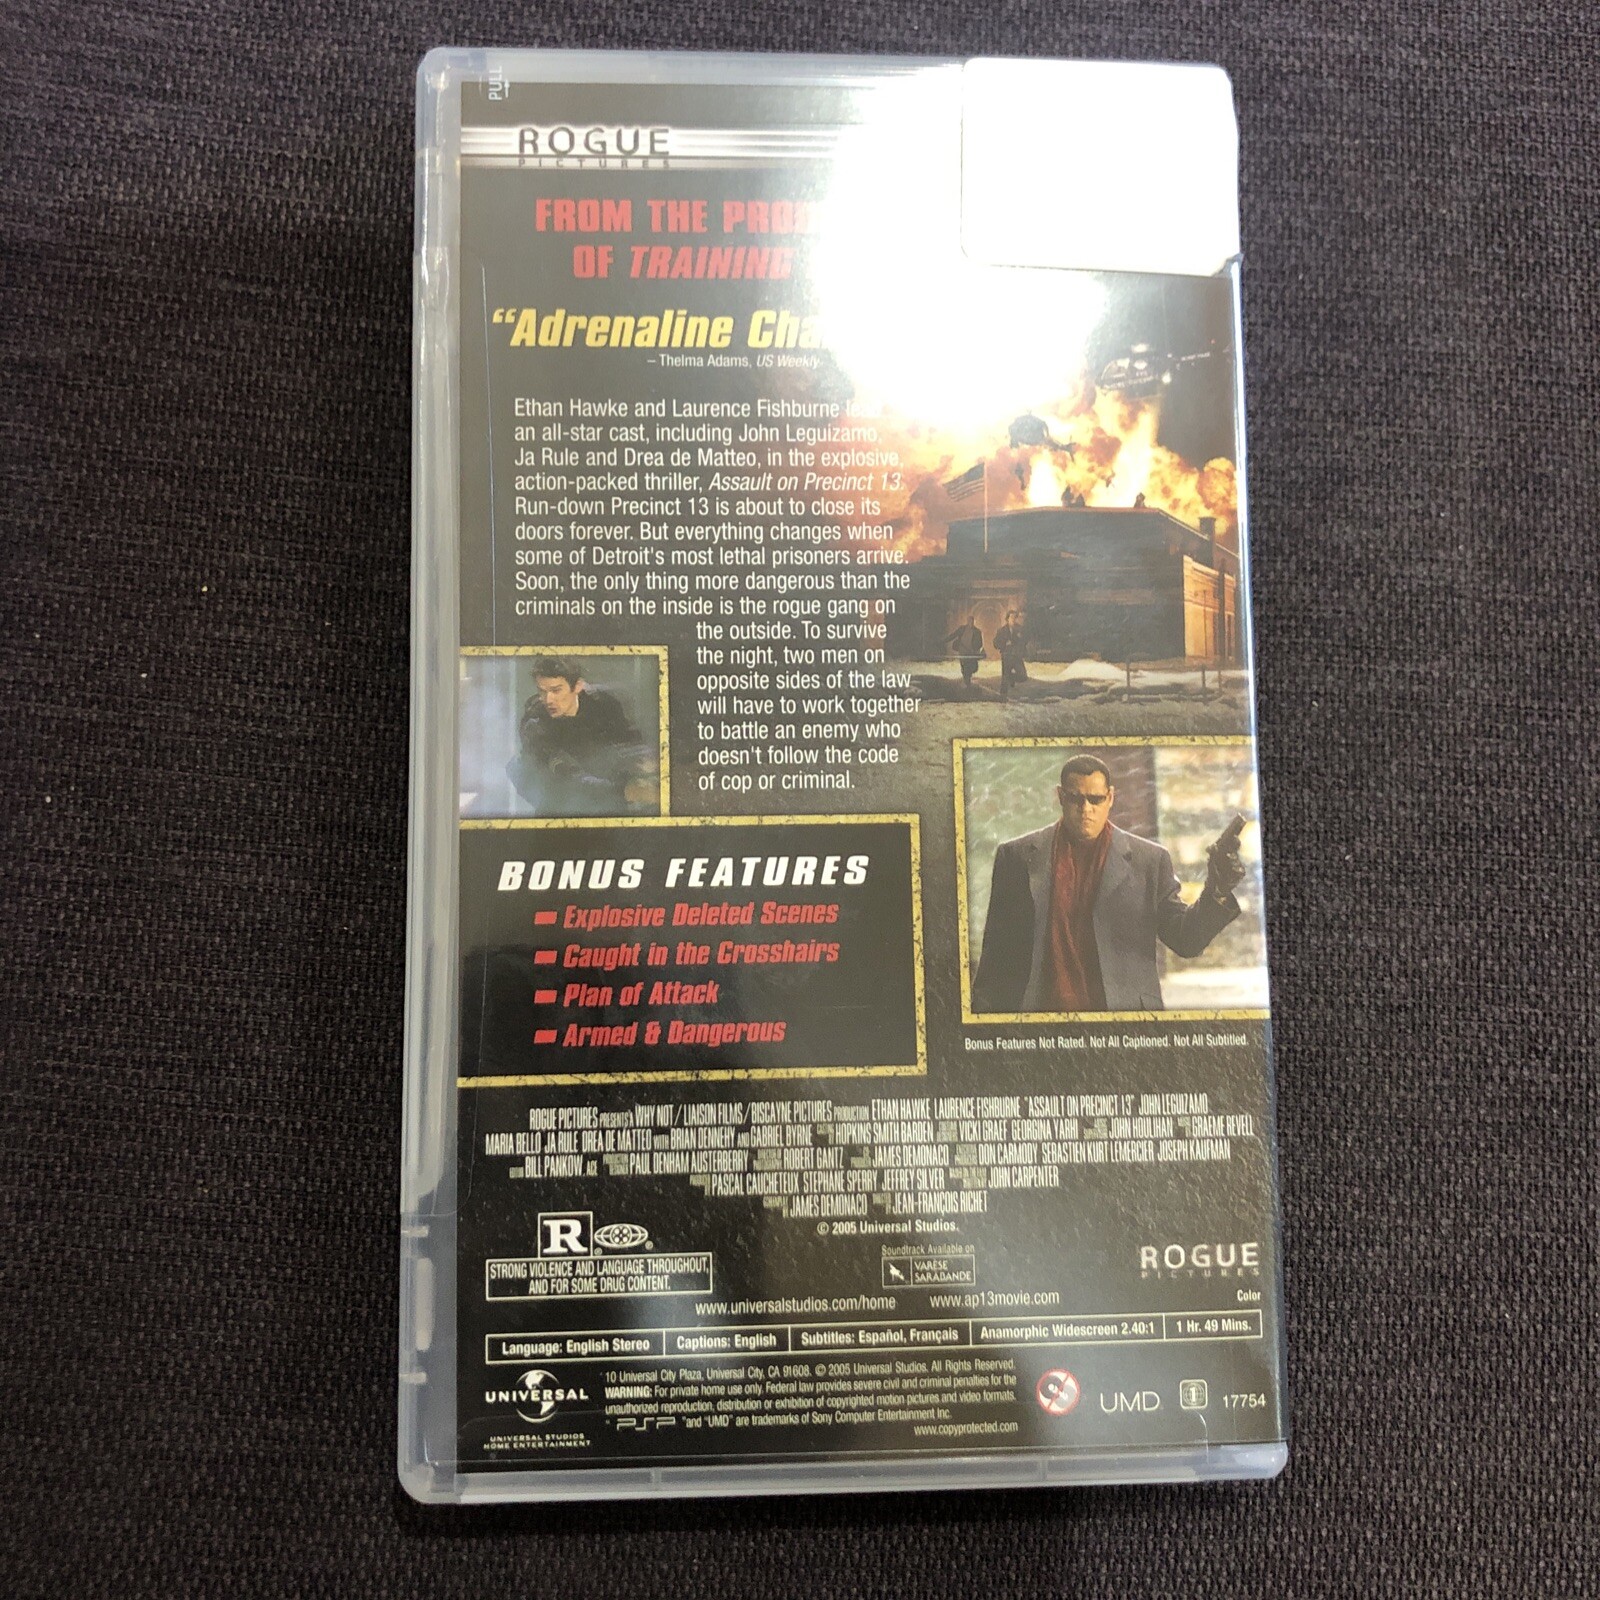 PULL
ROGUE
PICTURES
FROM THE
OF TRAINING
“Adrenaline
– Thelma Adams, US Weekly
Ethan Hawke and Laurence Fishburne
an all-star cast, including John Leguizamo,
Ja Rule and Drea de Matteo, in the explosive,
action-packed thriller, Assault on Precinct 13.
Run-down Precinct 13 is about to close its
doors forever. But everything changes when
some of Detroit's most lethal prisoners arrive.
Soon, the only thing more dangerous than the
criminals on the inside is the rogue gang on
the outside. To survive
the night, two men on
opposite sides of the law
will have to work together
to battle an enemy who
doesn't follow the code
of cop or criminal.
BONUS FEATURES
Explosive Deleted Scenes
Caught in the Crosshairs
Plan of Attack
Armed & Dangerous
Bonus Features Not Rated. Not All Captioned. Not All Subtitled.
ROGUE PICTURES PRESENTS A WHY NOT / LIAISON FILMS / BISCAYNE PICTURES PRODUCTION ETHAN HAWKE LAURENCE FISHBURNE "ASSAULT ON PRECINCT 13" JOHN LEGUIZAMO
MARIA BELLO JA RULE DREA DE MATTEO WITH BRIAN DENNEHY AND GABRIEL BYRNE HOPKINS SMITH BARDEN VICKI GRAEF GEORGINA YARHI JOHN HOULIHAN GRAEME REVELL
BILL PANKOW, ACE PAUL DENHAM AUSTERBERRY ROBERT GANTZ JAMES DEMONACO DON CARMODY SEBASTIEN KURT LEMERCIER JOSEPH KAUFMAN
PASCAL CAUCHETEUX STEPHANE SPERRY JEFFREY SILVER JOHN CARPENTER
JAMES DEMONACO JEAN-FRANÇOIS RICHET
© 2005 Universal Studios.
R
STRONG VIOLENCE AND LANGUAGE THROUGHOUT,
AND FOR SOME DRUG CONTENT.
Soundtrack Available on
VARÈSE
SARABANDE
ROGUE
PICTURES
www.universalstudios.com/home www.ap13movie.com
Color
Language: English Stereo Captions: English Subtitles: Español, Français Anamorphic Widescreen 2.40:1 1 Hr. 49 Mins.
UNIVERSAL
UNIVERSAL STUDIOS
HOME ENTERTAINMENT
10 Universal City Plaza, Universal City, CA 91608. © 2005 Universal Studios. All Rights Reserved.
WARNING: For private home use only. Federal law provides severe civil and criminal penalties for the
unauthorized reproduction, distribution or exhibition of copyrighted motion pictures and video formats.
"PSP" and "UMD" are trademarks of Sony Computer Entertainment Inc.
www.copyprotected.com
UMD
1
17754